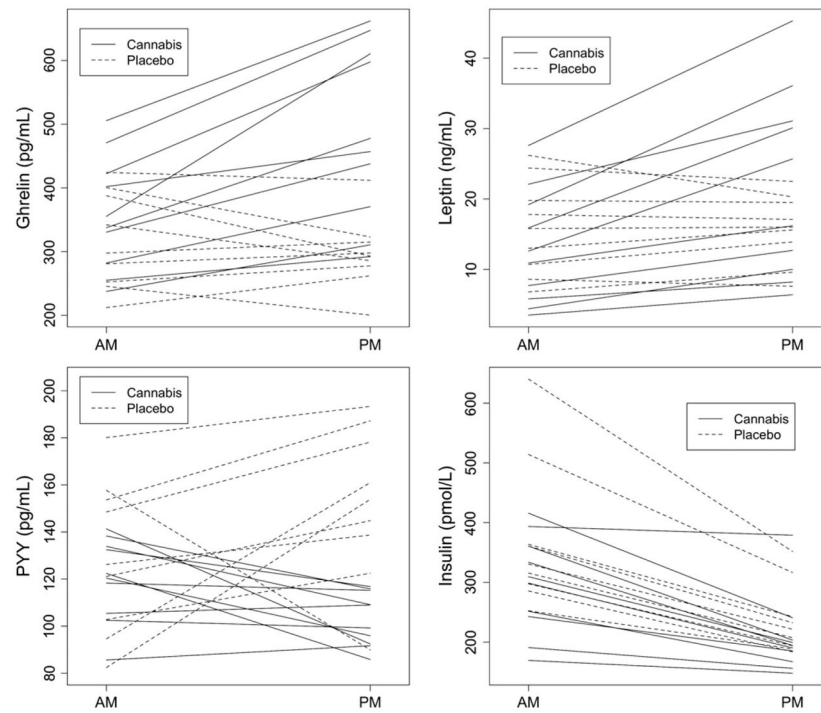 Ghrelin (pg/mL)
600
500
400
300
200
Cannabis
Placebo
AM
PM
Leptin (ng/mL)
40
30
20
10
Cannabis
Placebo
AM
PM
PYY (pg/mL)
200
180
160
140
120
100
80
Cannabis
Placebo
AM
PM
Insulin (pmol/L)
600
500
400
300
200
Cannabis
Placebo
AM
PM